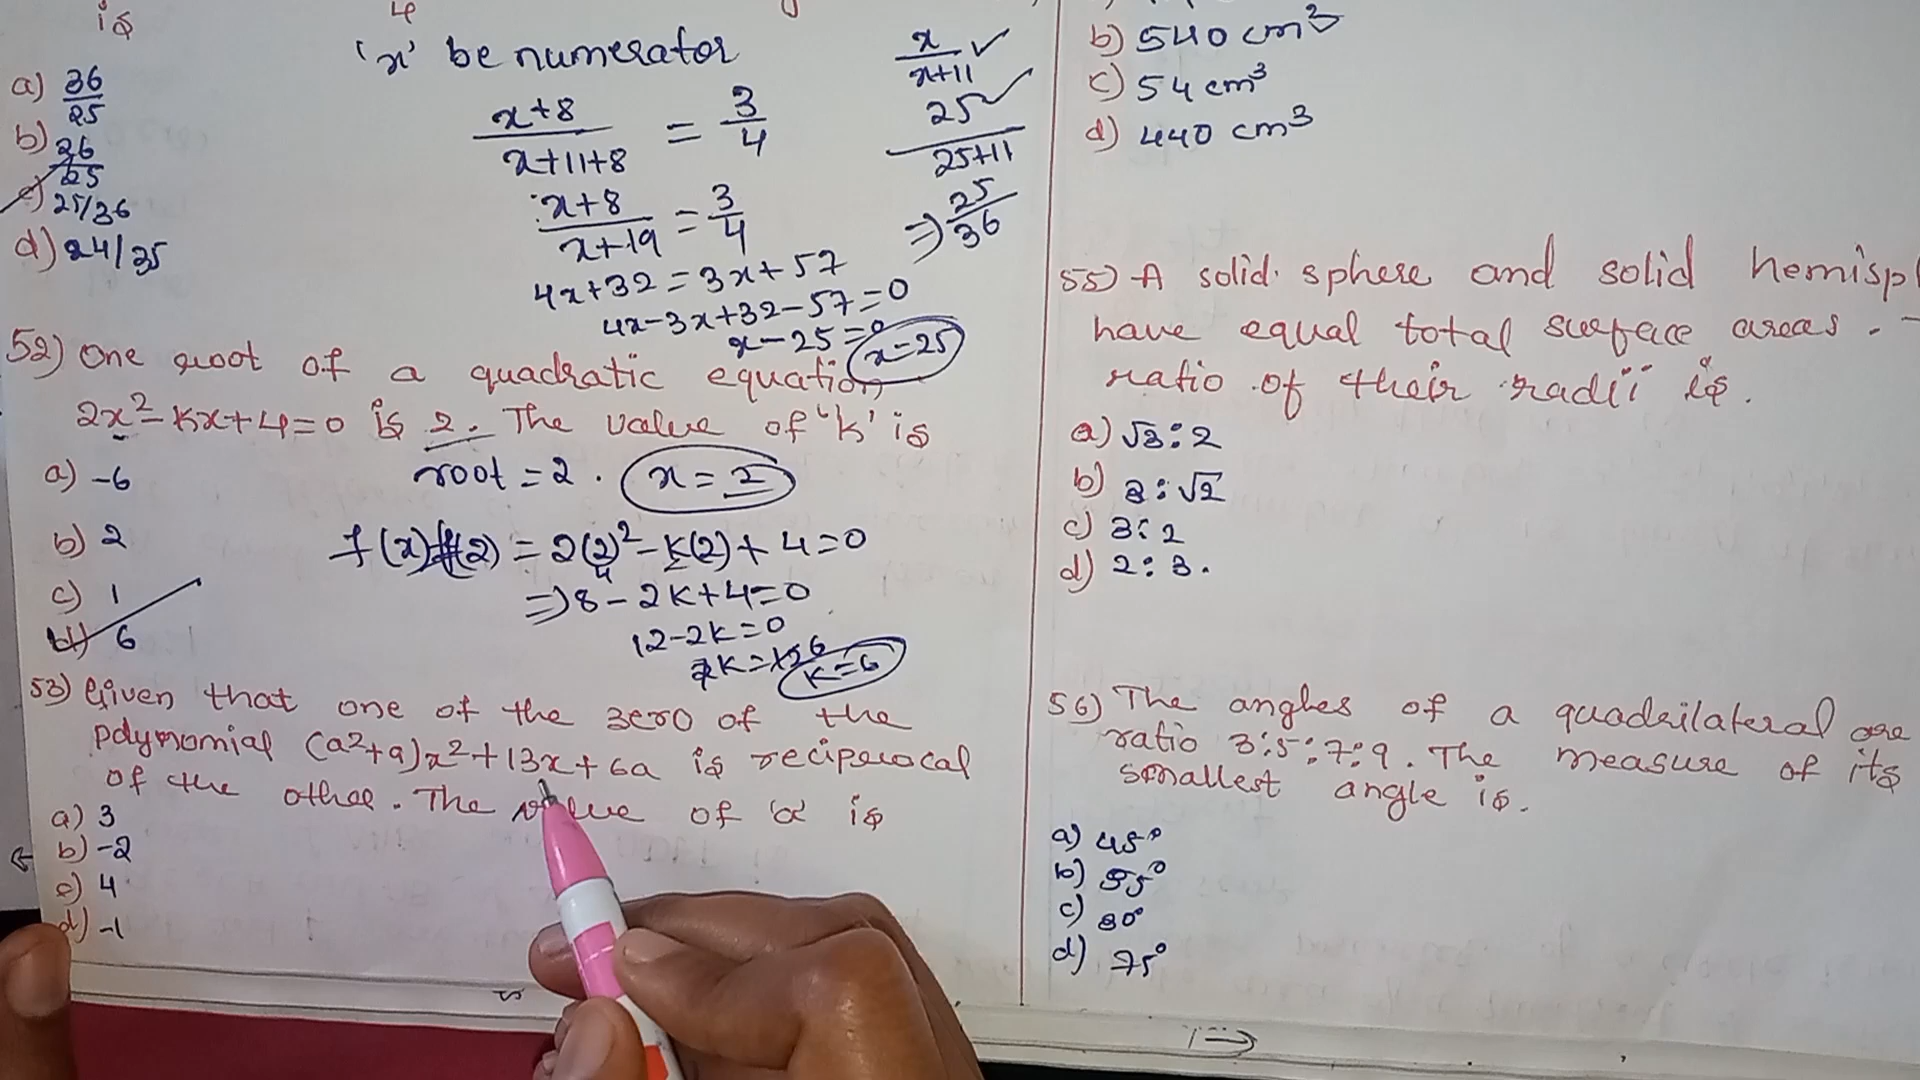 is
4
a) 36/25
b) 26/25
c) 25/36
d) 24/35
'x' be numerator
x+8/x+11+8 = 3/4
x+8/x+19 = 3/4
4x+32=3x+57
4x-3x+32-57=0
x-25=0
x=25
x/x+11
25/25+11
⇒ 25/36
52) One root of a quadratic equation
2x²-Kx+4=0 is 2. The value of 'k' is
a) -6
b) 2
c) 1
d) 6
root = 2. x = 2
f(x) f(2) = 2(2)²-K(2)+4=0
4
⇒8-2K+4=0
12-2K=0
K=6
53) Given that one of the zero of the
polynomial (a²+9)x²+13x+6a is reciprocal
of the other. The value of 'a' is
a) 3
b) -2
c) 4
d) -1
b) 540 cm³
c) 54 cm³
d) 440 cm³
55) A solid sphere and solid hemisp
have equal total surface areas.
ratio of their radii is.
a) √3:2
b) 3:√2
c) 3:2
d) 2:3.
56) The angles of a quadrilateral are
ratio 3:5:7:9. The measure of its
smallest angle is.
a) 45°
b) 55°
c) 80°
d) 75°